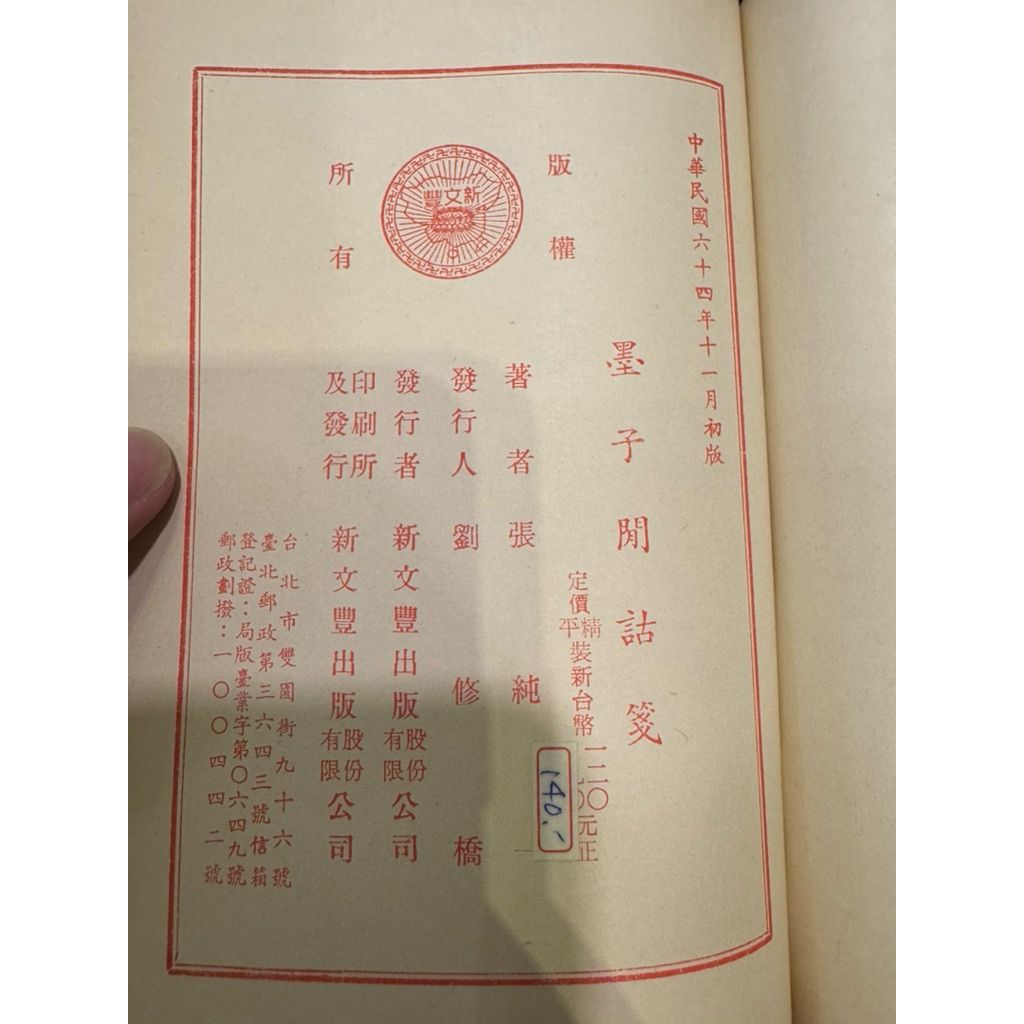 中華民國六十四年十一月初版
版權
所有
新文豐
墨子閒詁箋
定價精裝新台幣二一〇元正
平
著者 張純一
發行人 劉修橋
發行者 新文豐出版股份有限公司
印刷所及發行 新文豐出版股份有限公司
台北市雙園街九十六號
臺北郵政第三六四三號信箱
登記證：局版臺業字第〇六四九號
郵政劃撥：一〇〇四四二號
140.-